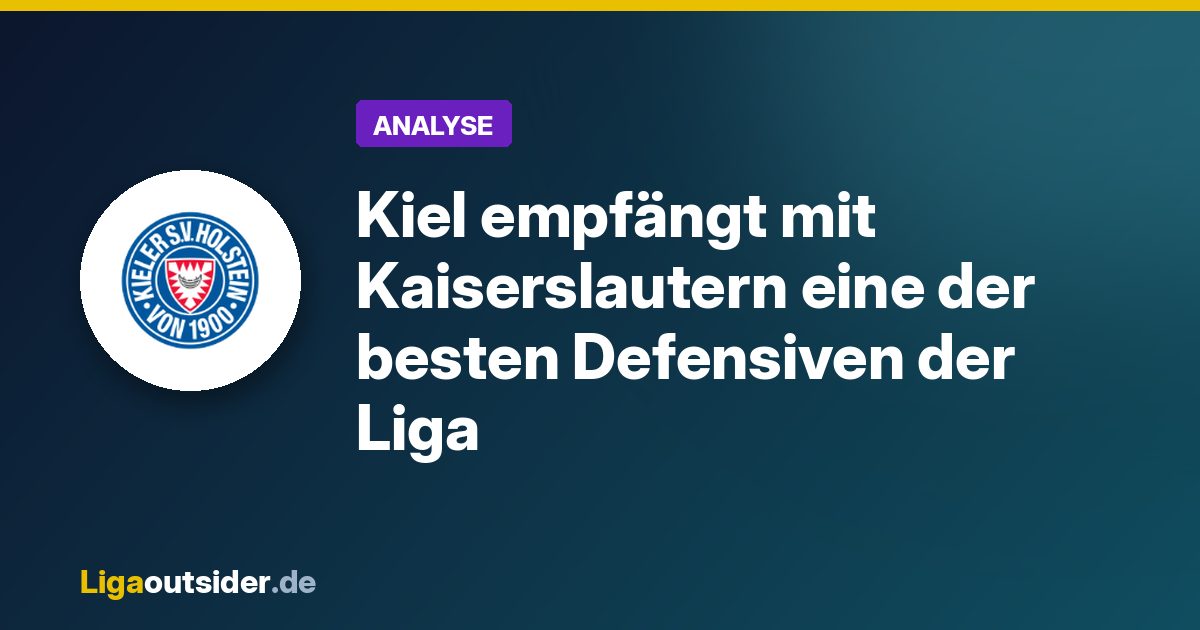 ANALYSE
Kiel empfängt mit
Kaiserslautern eine der
besten Defensiven der
Liga
KIELER S.V. HOLSTEIN
• VON 1900 •
Ligaoutsider.de